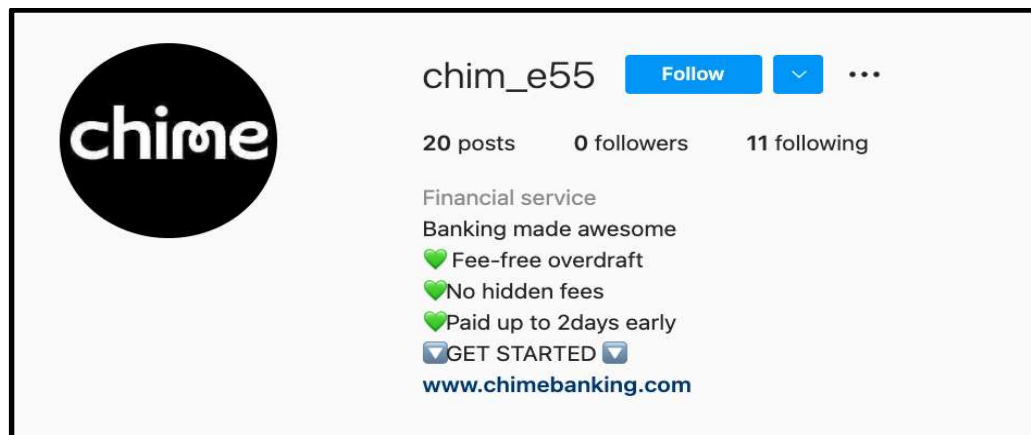 chime
chim_e55 Follow
20 posts 0 followers 11 following
Financial service
Banking made awesome
💚 Fee-free overdraft
💚No hidden fees
💚Paid up to 2days early
🔽GET STARTED 🔽
www.chimebanking.com